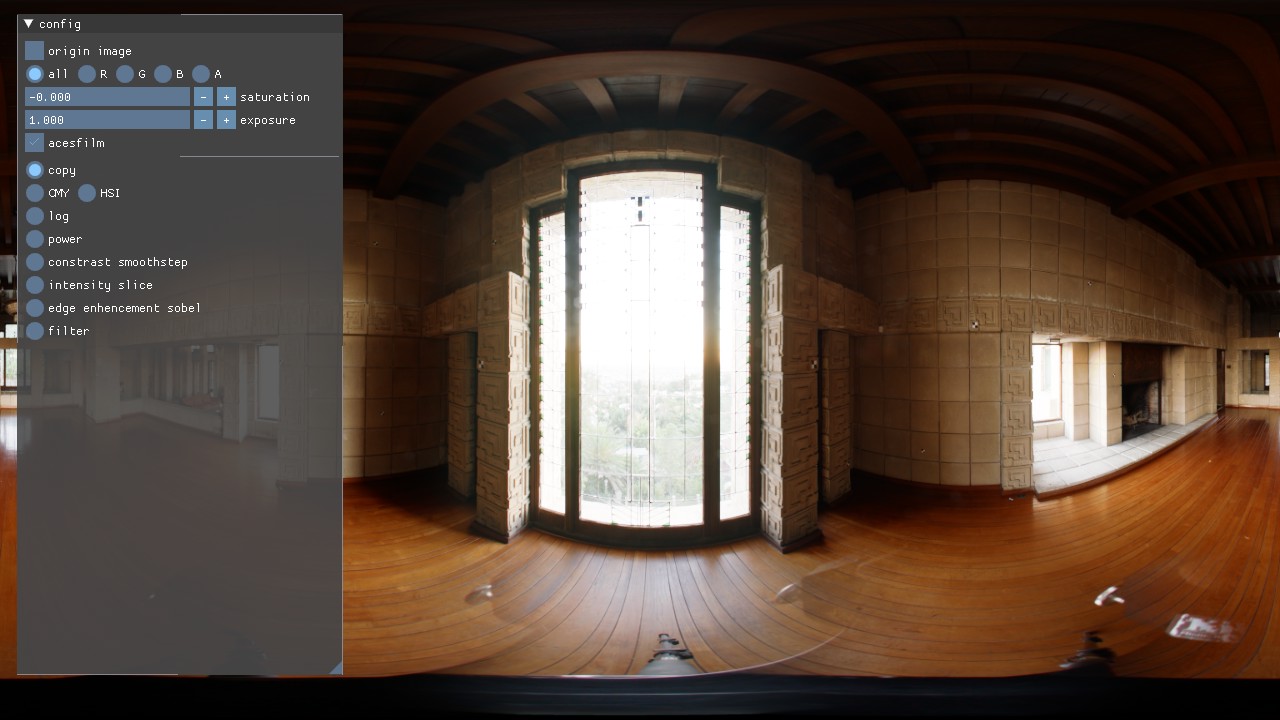 config
origin image
all R G B A
-0.000 - + saturation
1.000 - + exposure
acesfilm
copy
CMY HSI
log
power
constrast smoothstep
intensity slice
edge enhencement sobel
filter